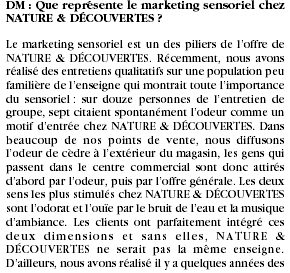 DM : Que représente le marketing sensoriel chez
NATURE & DÉCOUVERTES ?
Le marketing sensoriel est un des piliers de l'offre de
NATURE & DÉCOUVERTES. Récemment, nous avons
réalisé des entretiens qualitatifs sur une population peu
familière de l'enseigne qui montrait toute l'importance
du sensoriel : sur douze personnes de l'entretien de
groupe, sept citaient spontanément l'odeur comme un
motif d'entrée chez NATURE & DÉCOUVERTES. Dans
beaucoup de nos points de vente, nous diffusons
l'odeur de cèdre à l'extérieur du magasin, les gens qui
passent dans le centre commercial sont donc attirés
d'abord par l'odeur, puis par l'offre générale. Les deux
sens les plus stimulés chez NATURE & DÉCOUVERTES
sont l'odorat et l'ouïe par le bruit de l'eau et la musique
d'ambiance. Les clients ont parfaitement intégré ces
deux dimensions et sans elles, NATURE &
DÉCOUVERTES ne serait pas la même enseigne.
D'ailleurs, nous avons réalisé il y a quelques années des